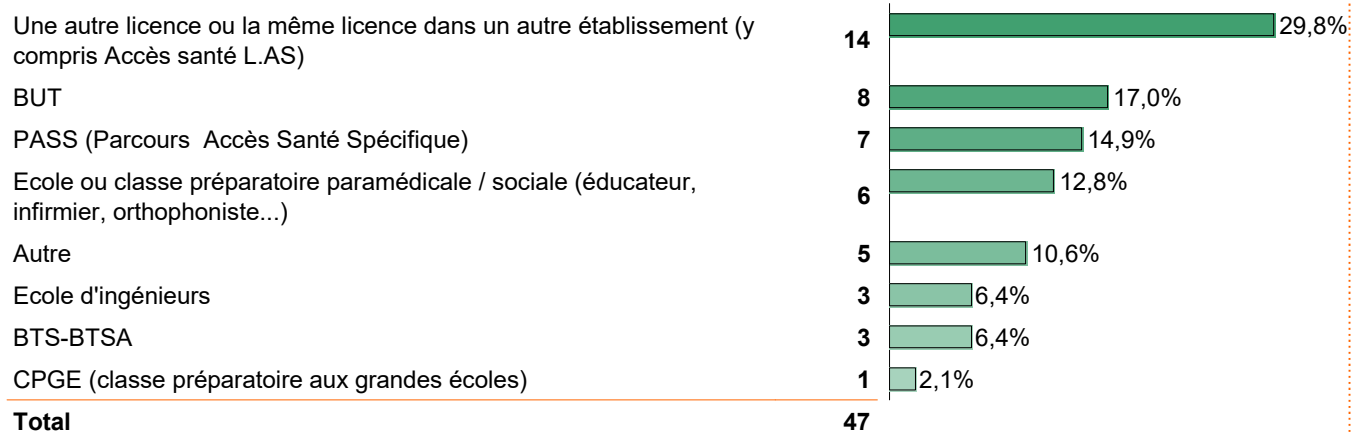 Une autre licence ou la même licence dans un autre établissement (y
compris Accès santé L.AS) 14 29,8%
BUT 8 17,0%
PASS (Parcours  Accès Santé Spécifique) 7 14,9%
Ecole ou classe préparatoire paramédicale / sociale (éducateur,
infirmier, orthophoniste...) 6 12,8%
Autre 5 10,6%
Ecole d'ingénieurs 3 6,4%
BTS-BTSA 3 6,4%
CPGE (classe préparatoire aux grandes écoles) 1 2,1%
Total 47